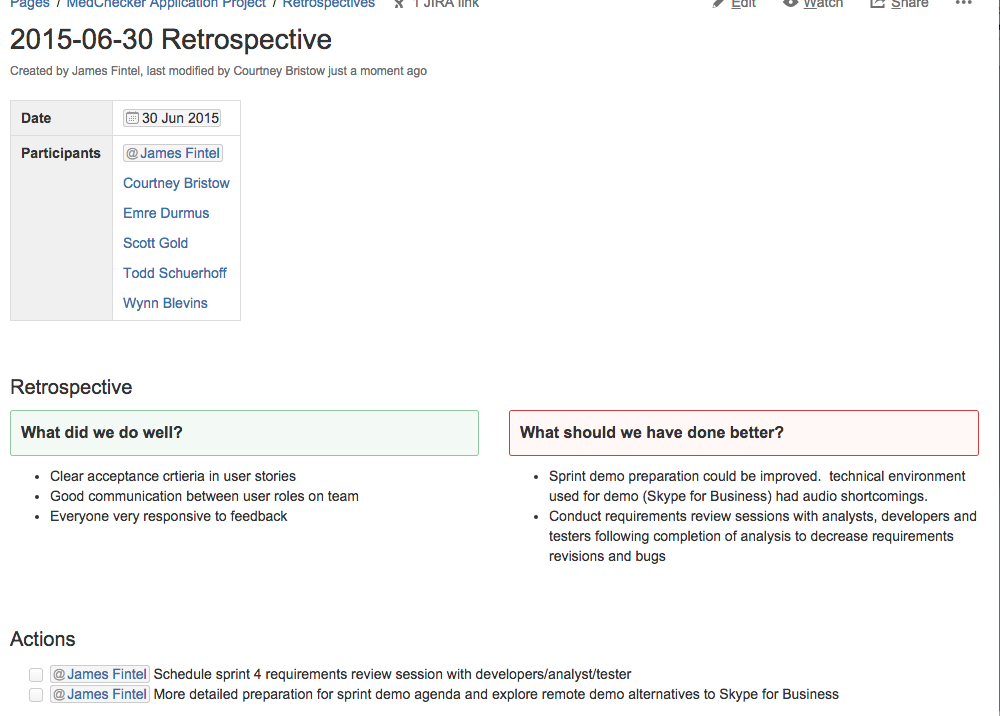 Pages / MedChecker Application Project / Retrospectives 1 JIRA link Edit Watch Share
2015-06-30 Retrospective
Created by James Fintel, last modified by Courtney Bristow just a moment ago
Date 30 Jun 2015
Participants @James Fintel
Courtney Bristow
Emre Durmus
Scott Gold
Todd Schuerhoff
Wynn Blevins
Retrospective
What did we do well?
• Clear acceptance crtieria in user stories
• Good communication between user roles on team
• Everyone very responsive to feedback
What should we have done better?
• Sprint demo preparation could be improved.  technical environment
used for demo (Skype for Business) had audio shortcomings.
• Conduct requirements review sessions with analysts, developers and
testers following completion of analysis to decrease requirements
revisions and bugs
Actions
@James Fintel Schedule sprint 4 requirements review session with developers/analyst/tester
@James Fintel More detailed preparation for sprint demo agenda and explore remote demo alternatives to Skype for Business